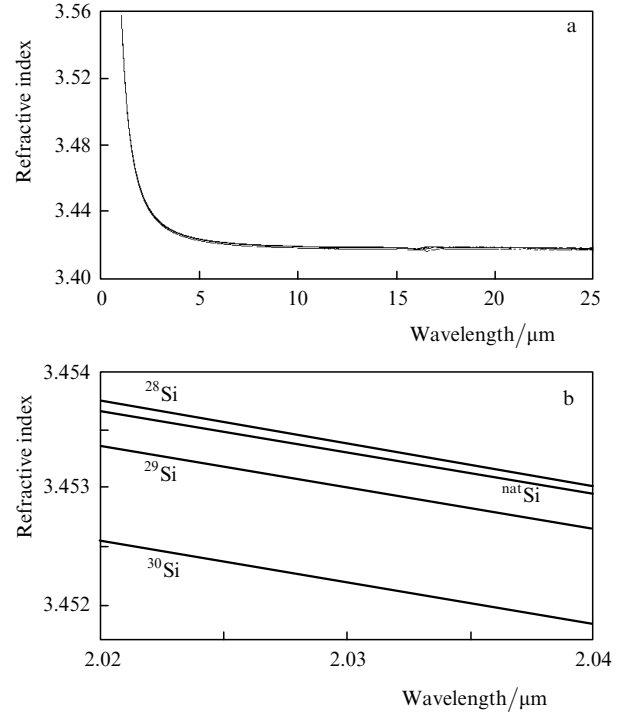 3.56
a
3.52
3.48
3.44
3.40
Refractive index
0 5 10 15 20 25
Wavelength/μm
3.454
b
28Si
3.453
29Si
natSi
30Si
3.452
Refractive index
2.02 2.03 2.04
Wavelength/μm